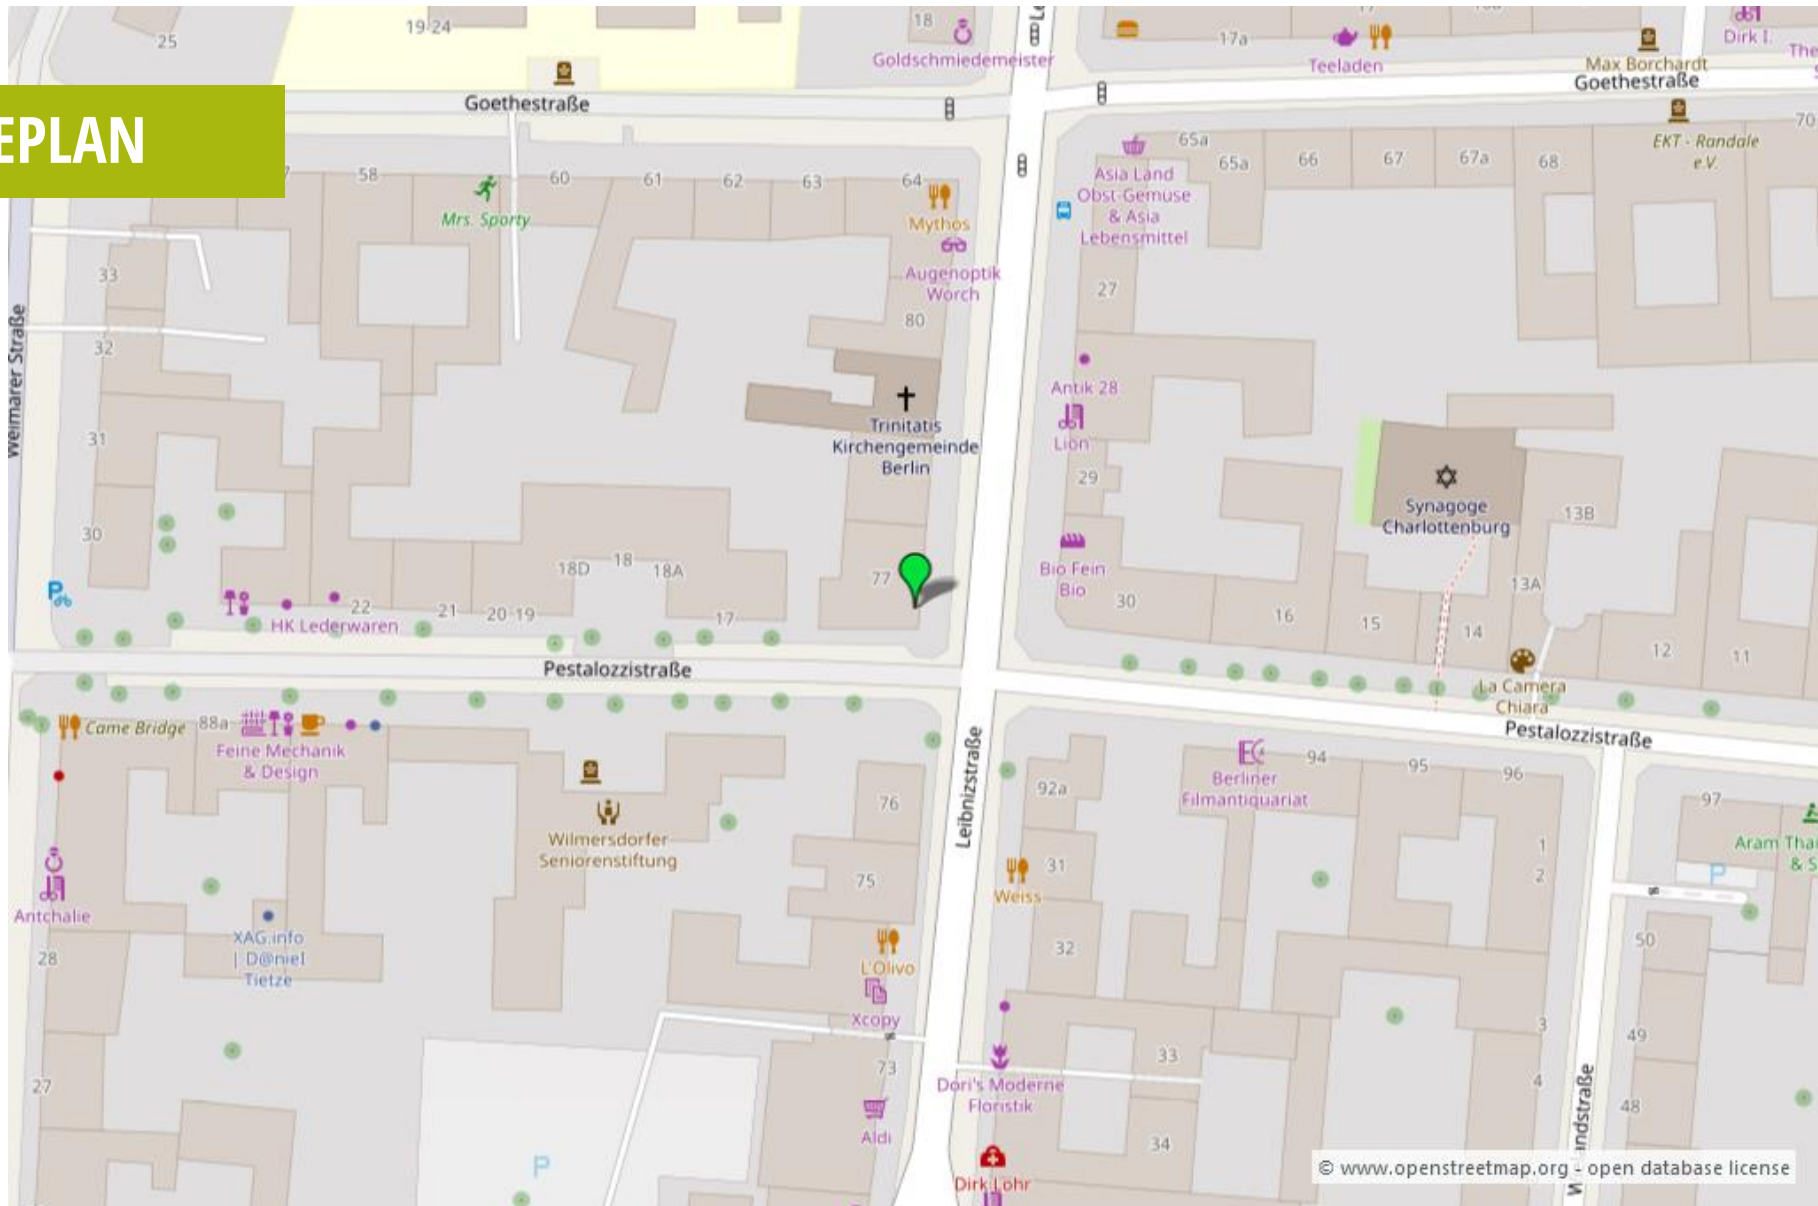 25
19-24
18
Goldschmiedemeister
17a
Teeladen
Max Borchardt
Dirk I.
Goethestraße
Goethestraße
EPLAN
58
60
61
62
63
64
Mrs. Sporty
Mythos
Augenoptik
Worch
80
65a
65a
66
67
67a
68
70
EKT - Randale
e.V.
Asia Land
Obst-Gemüse
& Asia
Lebensmittel
27
33
32
31
30
Weimarer Straße
Trinitatis
Kirchengemeinde
Berlin
Antik 28
Lion
29
Bio Fein
Bio
30
Synagoge
Charlottenburg
13B
13A
16
15
14
12
11
La Camera
Chiara
18D
18
18A
77
22
21
20
19
17
HK Lederwaren
Pestalozzistraße
Pestalozzistraße
Came Bridge
88a
Feine Mechanik
& Design
Wilmersdorfer
Seniorenstiftung
76
75
Leibnizstraße
92a
31
Weiss
32
Berliner
Filmantiquariat
94
95
96
97
1
2
P
Aram Thai
& S
Antchalie
28
XAG.info
| D@niel
Tietze
L'Olivo
Xcopy
73
Aldi
27
P
33
Dori's Moderne
Floristik
34
Dirk Lohr
3
4
50
49
48
© www.openstreetmap.org - open database license